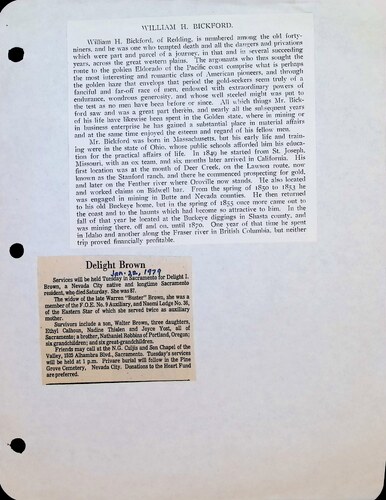 WILLIAM H. BICKFORD.
William H. Bickford, of Redding, is numbered among the old forty-
niners, and he was one who tempted death and all the dangers and privations
which were part and parcel of a journey, in that and in several succeeding
years, across the great western plains. The argonauts who thus sought the
route to the golden Eldorado of the Pacific coast comprise what is perhaps
the most interesting and romantic class of American pioneers, and through
the golden haze that envelops that period the gold-seekers seem truly of a
fanciful and far-off race of men, endowed with extraordinary powers of
endurance, wondrous generosity, and whose well steeled might was put to
the test as no men have been before or since. All which things Mr. Bick-
ford saw and was a great part therein, and nearly all the subsequent years
of his life have likewise been spent in the Golden state, where in mining or
in business enterprise he has gained a substantial place in material affairs
and at the same time enjoyed the esteem and regard of his fellow men.
Mr. Bickford was born in Massachusetts, but his early life and train-
ing were in the state of Ohio, whose public schools afforded him his educa-
tion for the practical affairs of life. In 1849 he started from St. Joseph,
Missouri, with an ox team, and six months later arrived in California. His
first location was at the mouth of Deer Creek, on the Lawson route, now
known as the Stanford ranch, and there he commenced prospecting for gold,
and later on the Feather river where Oroville now stands. He also located
and worked claims on Bidwell bar. From the spring of 1850 to 1853 he
was engaged in mining in Butte and Nevada counties. He then returned
to his old Buckeye home, but in the spring of 1855 once more came out to
the coast and to the haunts which had become so attractive to him. In the
fall of that year he located at the Buckeye diggings in Shasta county, and
was mining there, off and on, until 1870. One year of that time he spent
in Idaho and another along the Fraser river in British Columbia, but neither
trip proved financially profitable.
Delight Brown
Jan. 22, 1979
Services will be held Tuesday in Sacramento for Delight I.
Brown, a Nevada City native and longtime Sacramento
resident, who died Saturday. She was 87.
The widow of the late Warren "Buster" Brown, she was a
member of the F.O.E. No. 9 Auxiliary, and Naomi Lodge No. 36,
of the Eastern Star of which she served twice as auxiliary
mother.
Survivors include a son, Walter Brown, three daughters,
Ethyl Calhoun, Nadine Thielen and Joyce Yost, all of
Sacramento; a brother, Nathaniel Robbins of Portland, Oregon;
six grandchildren; and six great-grandchildren.
Friends may call at the N.G. Culjis and Son Chapel of the
Valley, 1935 Alhambra Blvd., Sacramento. Tuesday's services
will be held at 1 p.m. Private burial will follow in the Pine
Grove Cemetery, Nevada City. Donations to the Heart Fund
are preferred.